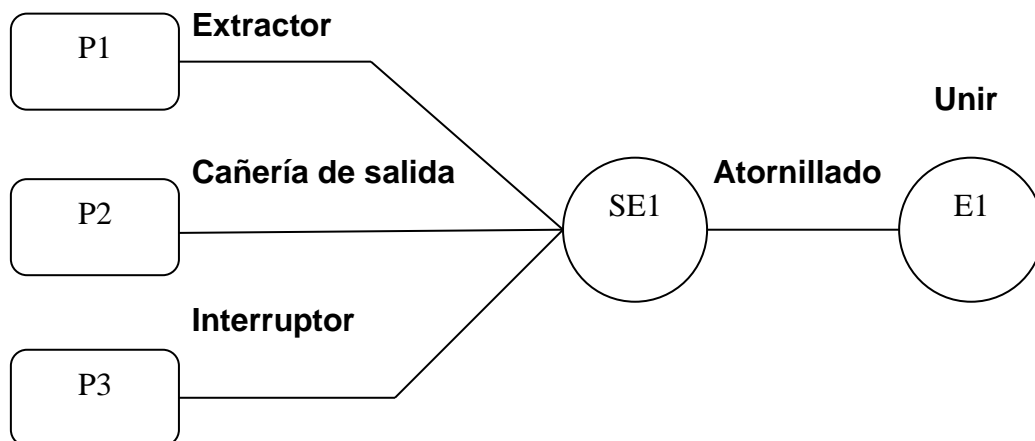 P1
Extractor
Unir
P2
Cañería de salida
SE1
Atornillado
E1
Interruptor
P3